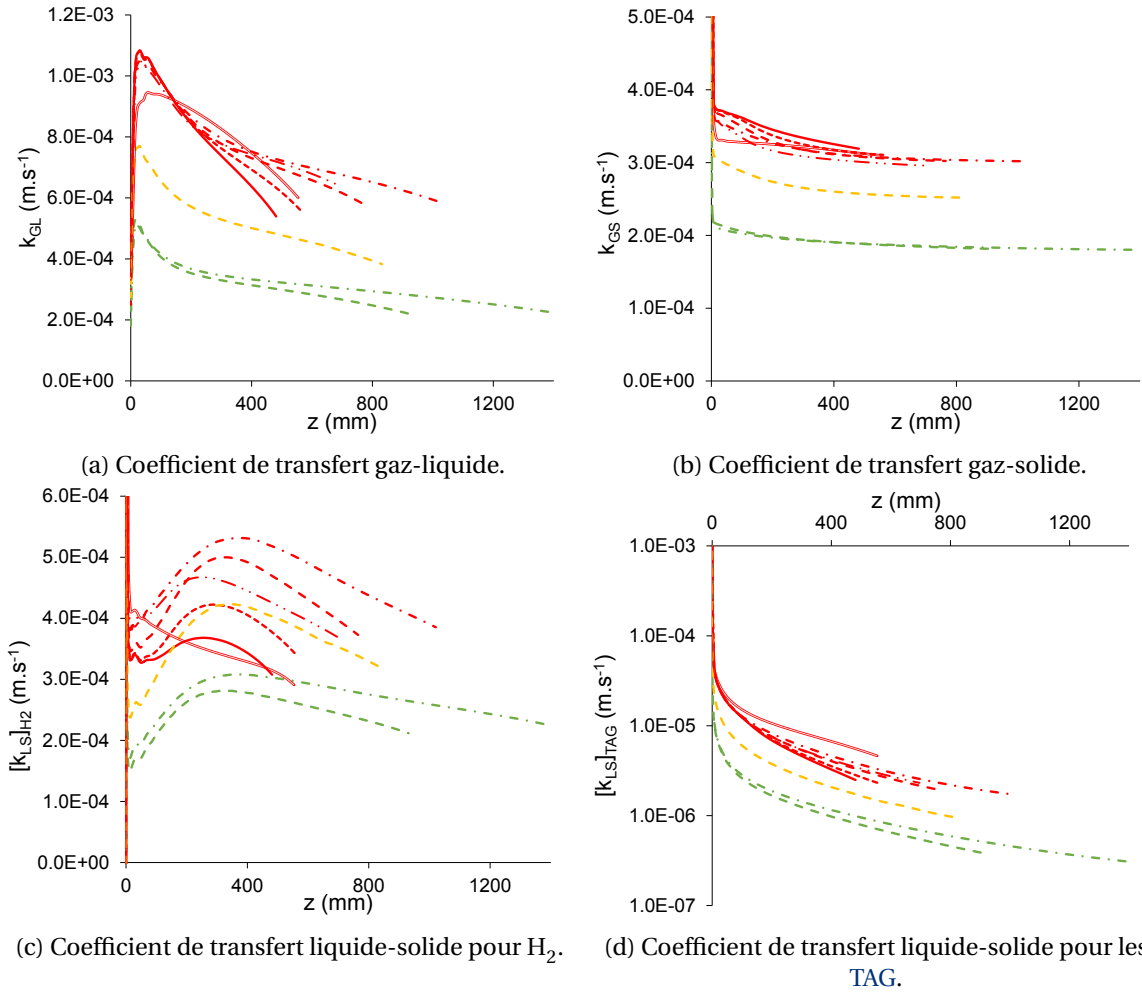 1.2E-03
1.0E-03
8.0E-04
6.0E-04
4.0E-04
2.0E-04
0.0E+00
k_GL (m.s⁻¹)
0 400 800 1200
z (mm)
(a) Coefficient de transfert gaz-liquide.
5.0E-04
4.0E-04
3.0E-04
2.0E-04
1.0E-04
0.0E+00
k_GS (m.s⁻¹)
0 400 800 1200
z (mm)
(b) Coefficient de transfert gaz-solide.
6.0E-04
5.0E-04
4.0E-04
3.0E-04
2.0E-04
1.0E-04
0.0E+00
[k_LS]_H2 (m.s⁻¹)
0 400 800 1200
z (mm)
(c) Coefficient de transfert liquide-solide pour H₂.
z (mm)
0 400 800 1200
1.0E-03
1.0E-04
1.0E-05
1.0E-06
1.0E-07
[k_LS]_TAG (m.s⁻¹)
(d) Coefficient de transfert liquide-solide pour les
TAG.